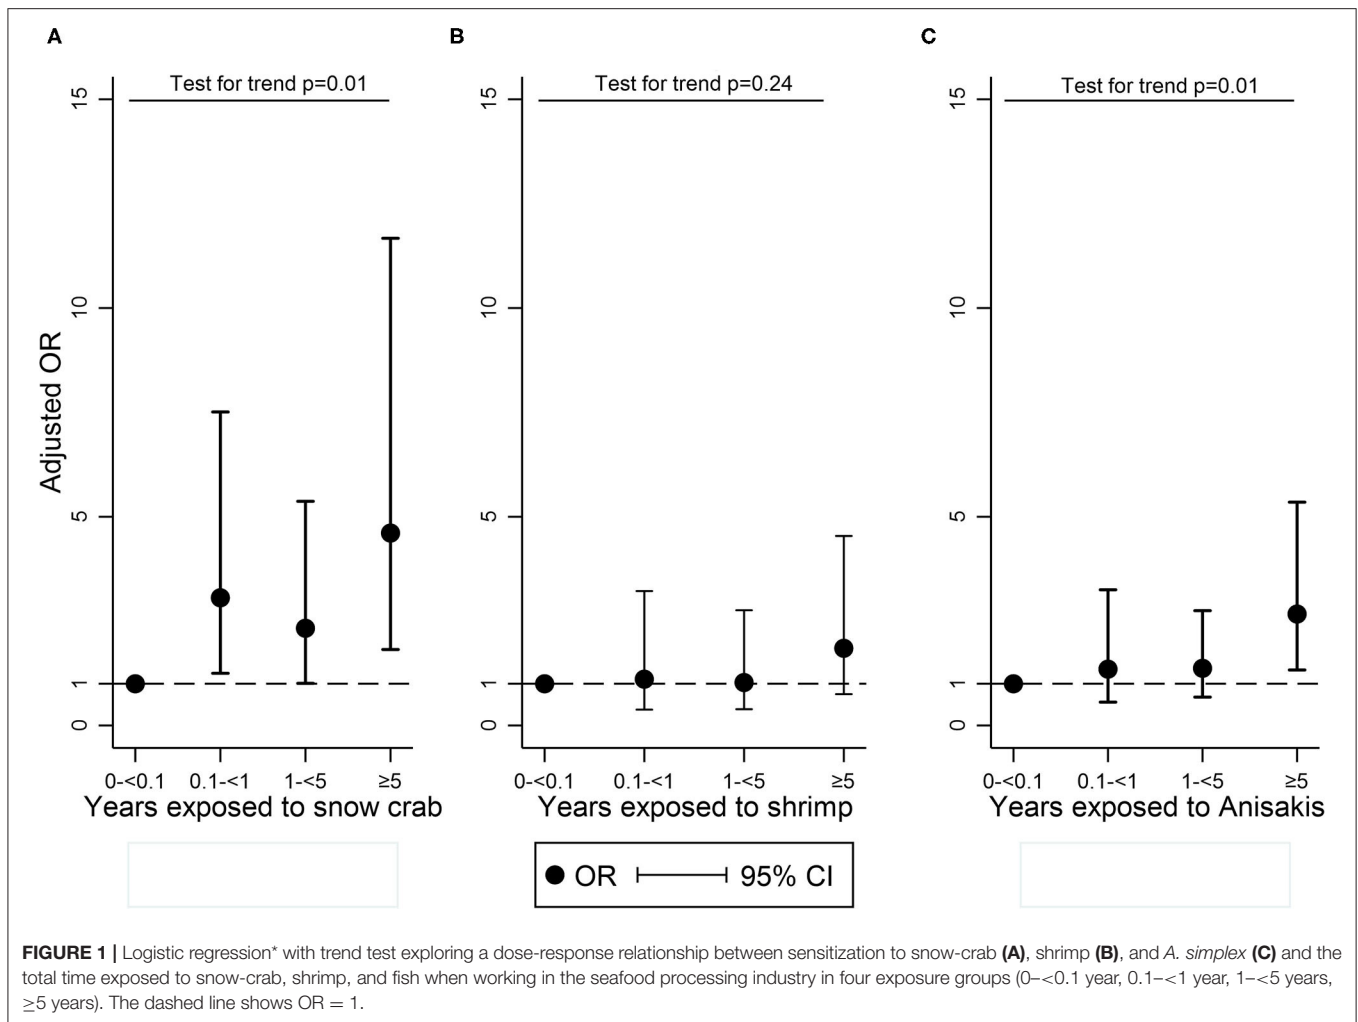 A
B
C
Test for trend p=0.01
Test for trend p=0.24
Test for trend p=0.01
15
10
5
1
0
Adjusted OR
0–<0.1 0.1–<1 1–<5 ≥5
Years exposed to snow crab
15
10
5
1
0
0–<0.1 0.1–<1 1–<5 ≥5
Years exposed to shrimp
15
10
5
1
0
0–<0.1 0.1–<1 1–<5 ≥5
Years exposed to Anisakis
OR 95% CI
FIGURE 1 | Logistic regression* with trend test exploring a dose-response relationship between sensitization to snow-crab (A), shrimp (B), and A. simplex (C) and the
total time exposed to snow-crab, shrimp, and fish when working in the seafood processing industry in four exposure groups (0–<0.1 year, 0.1–<1 year, 1–<5 years,
≥5 years). The dashed line shows OR = 1.